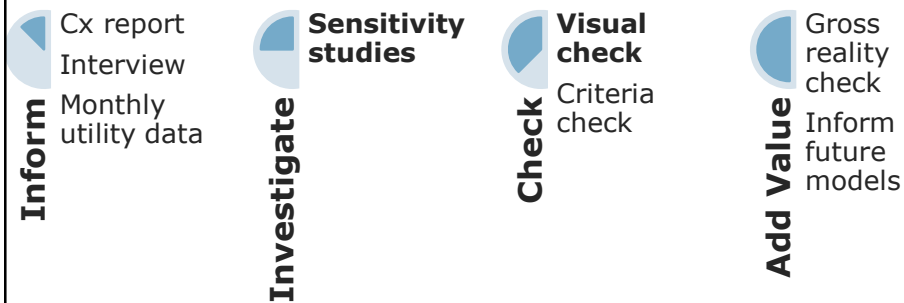 Inform
Cx report
Interview
Monthly
utility data
Investigate
Sensitivity
studies
Check
Visual
check
Criteria
check
Add Value
Gross
reality
check
Inform
future
models